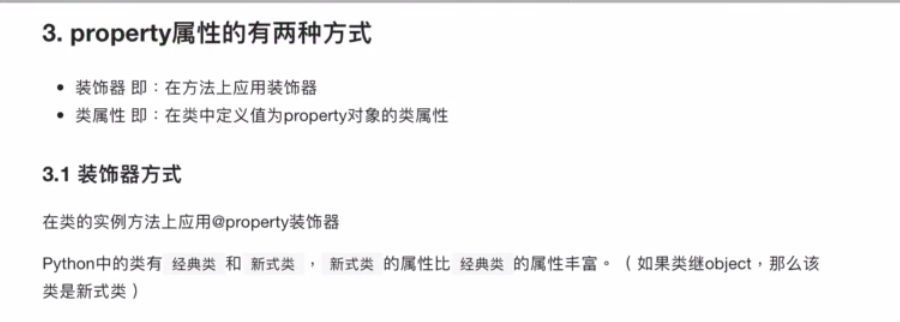 3. property属性的有两种方式
装饰器 即：在方法上应用装饰器
类属性 即：在类中定义值为property对象的类属性
3.1 装饰器方式
在类的实例方法上应用@property装饰器
Python中的类有 经典类 和 新式类 ， 新式类 的属性比 经典类 的属性丰富。（ 如果类继object，那么该
类是新式类 ）